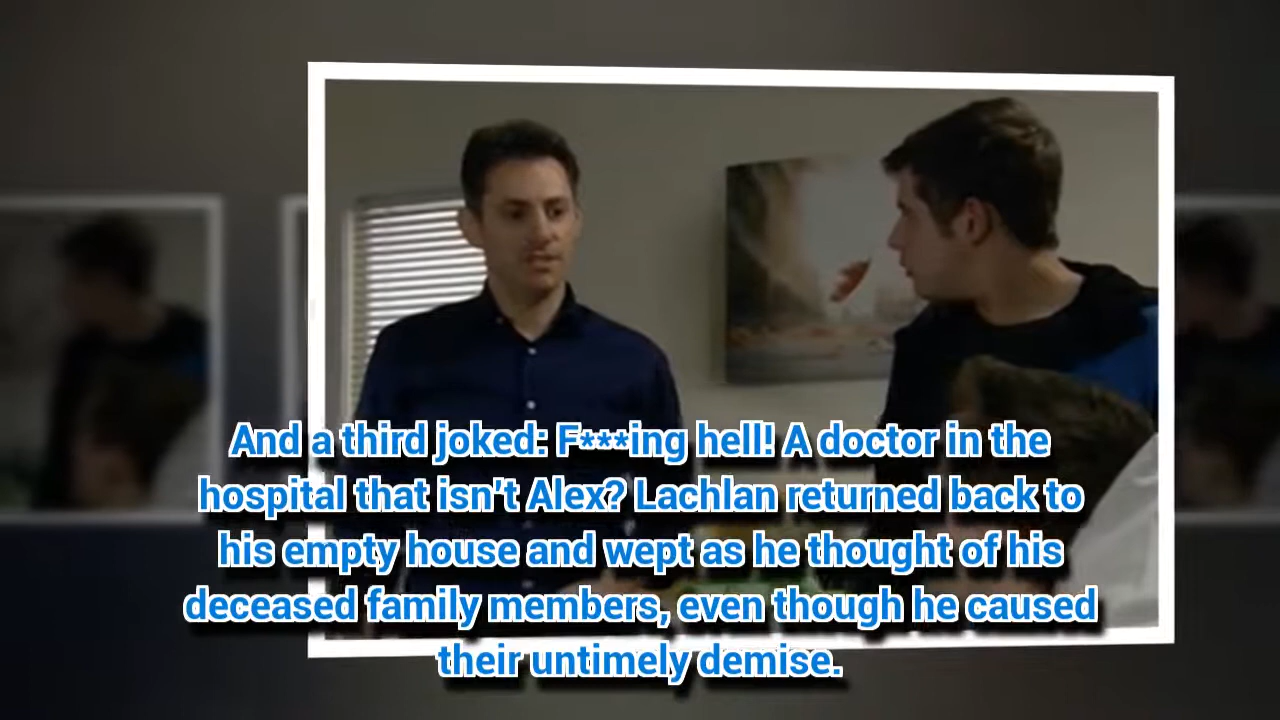 And a third joked: F***ing hell! A doctor in the
hospital that isn't Alex? Lachlan returned back to
his empty house and wept as he thought of his
deceased family members, even though he caused
their untimely demise.